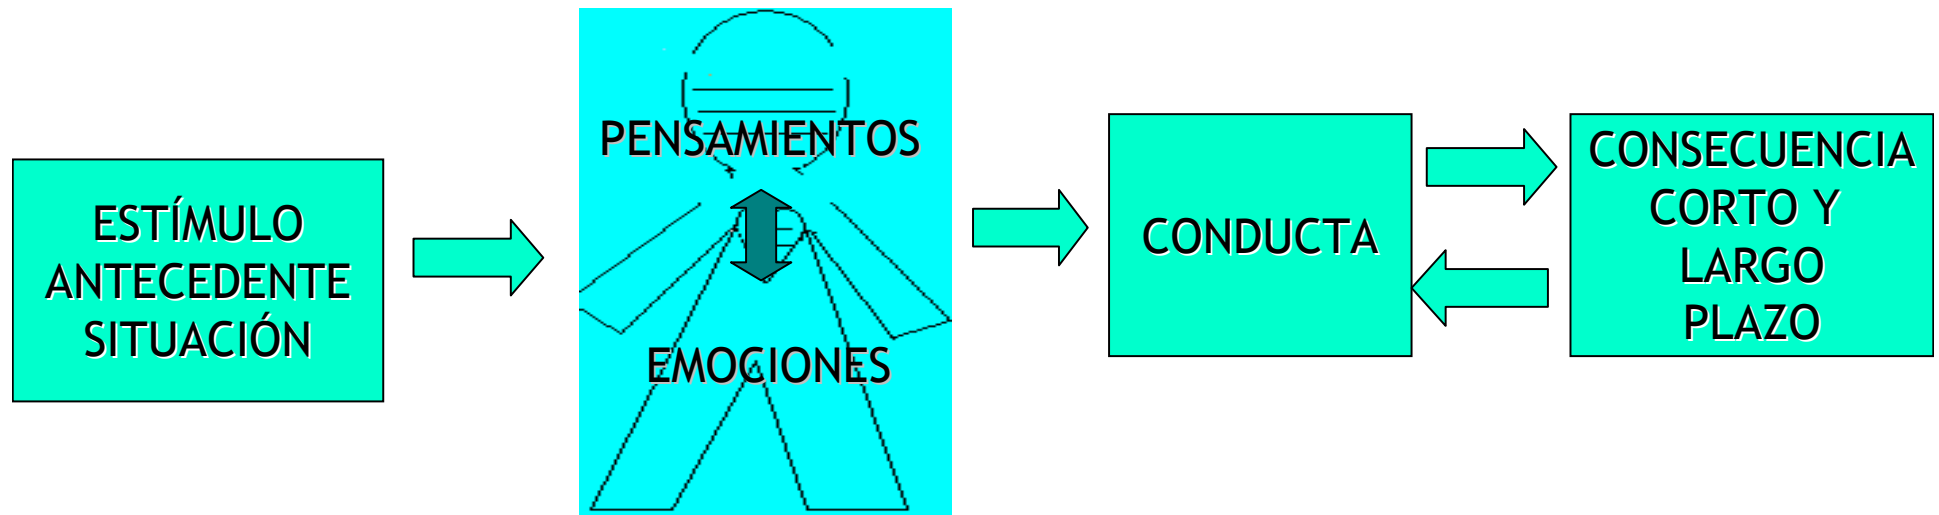 ESTÍMULO
ANTECEDENTE
SITUACIÓN
PENSAMIENTOS
EMOCIONES
CONDUCTA
CONSECUENCIA
CORTO Y
LARGO
PLAZO